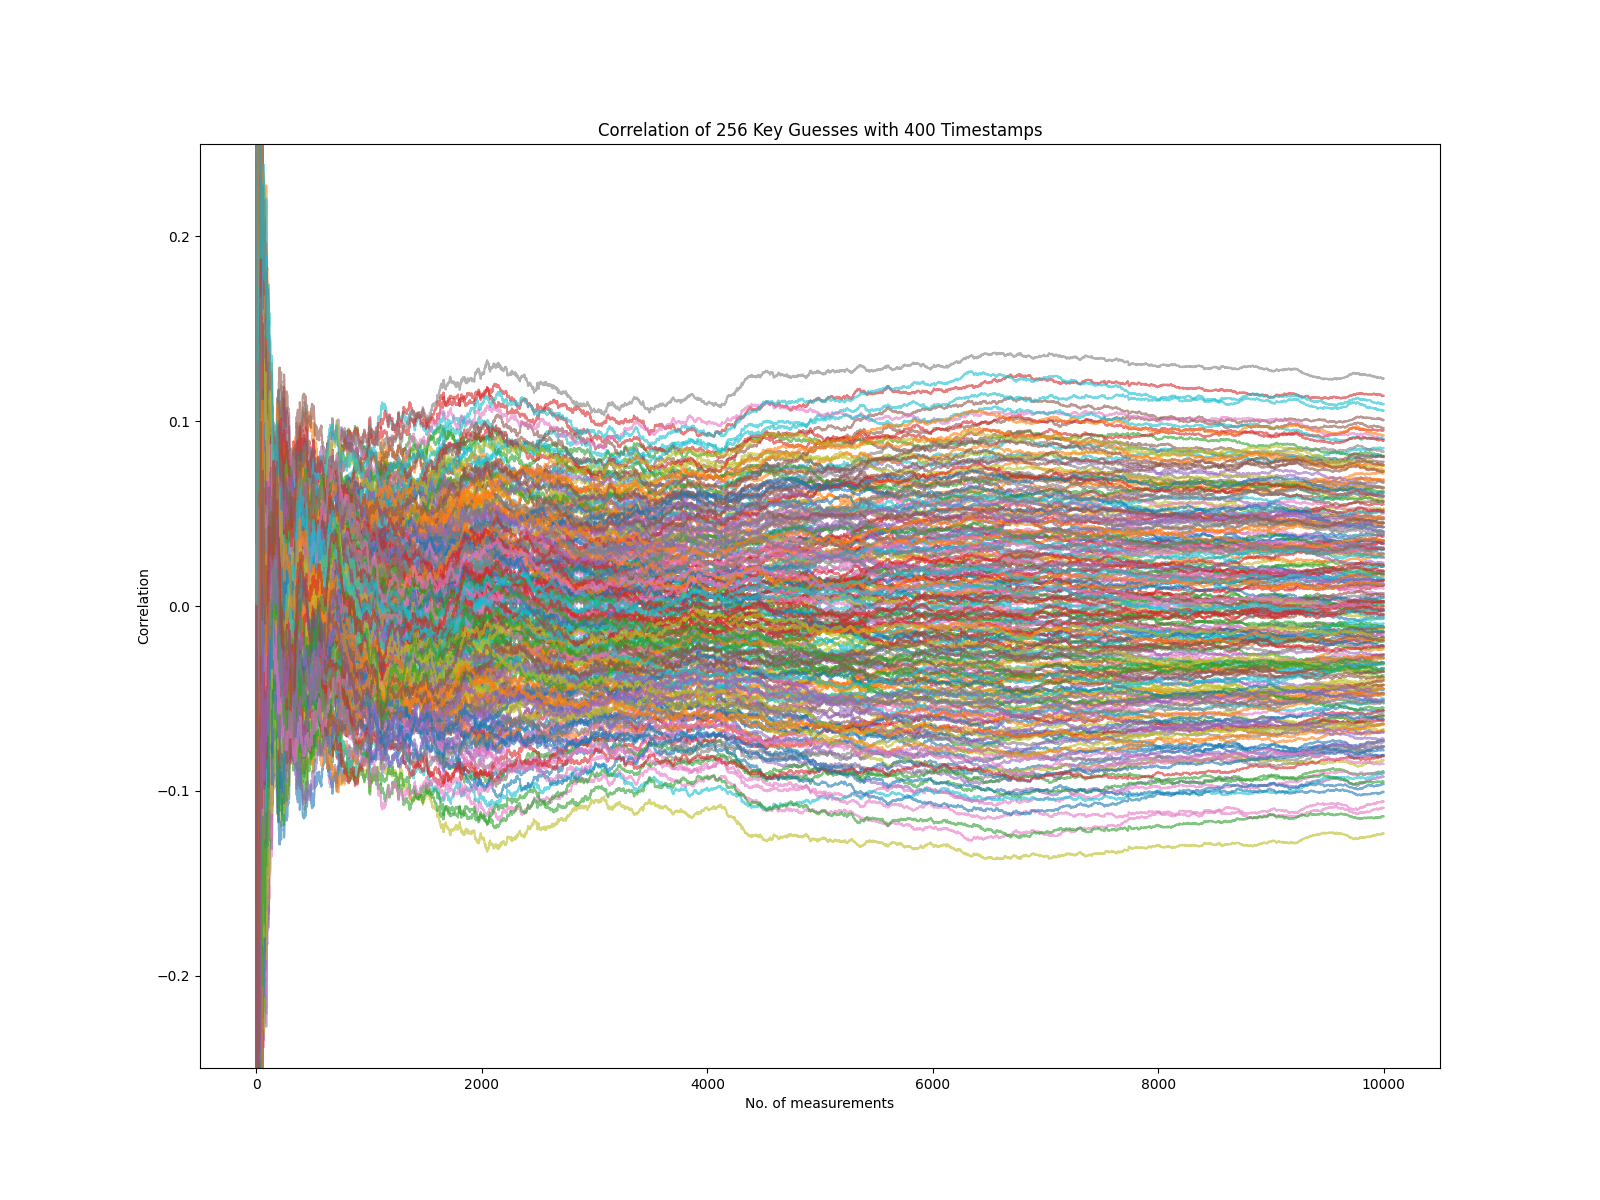 Correlation of 256 Key Guesses with 400 Timestamps
0.2
0.1
0.0
−0.1
−0.2
Correlation
0 2000 4000 6000 8000 10000
No. of measurements